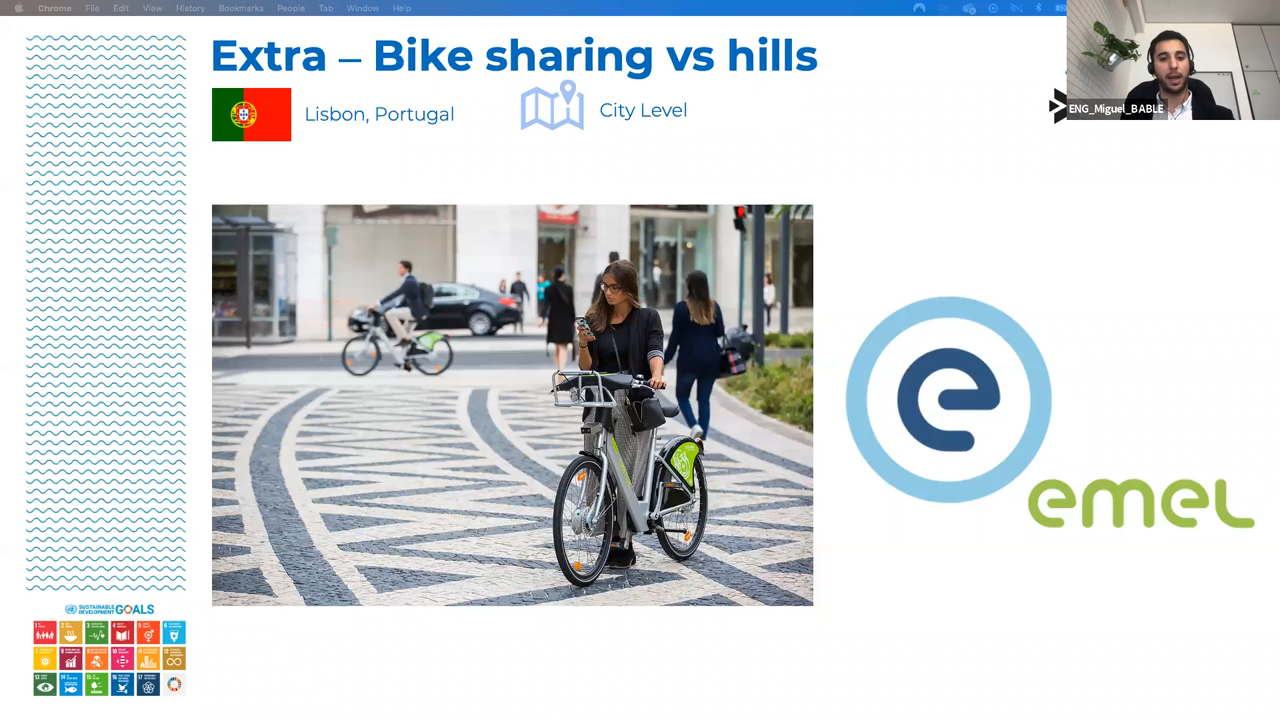 Chrome File Edit View History Bookmarks People Tab Window Help
Extra – Bike sharing vs hills
Lisbon, Portugal
City Level
ENG_Miguel_BABLE
e
emel
SUSTAINABLE DEVELOPMENT GOALS